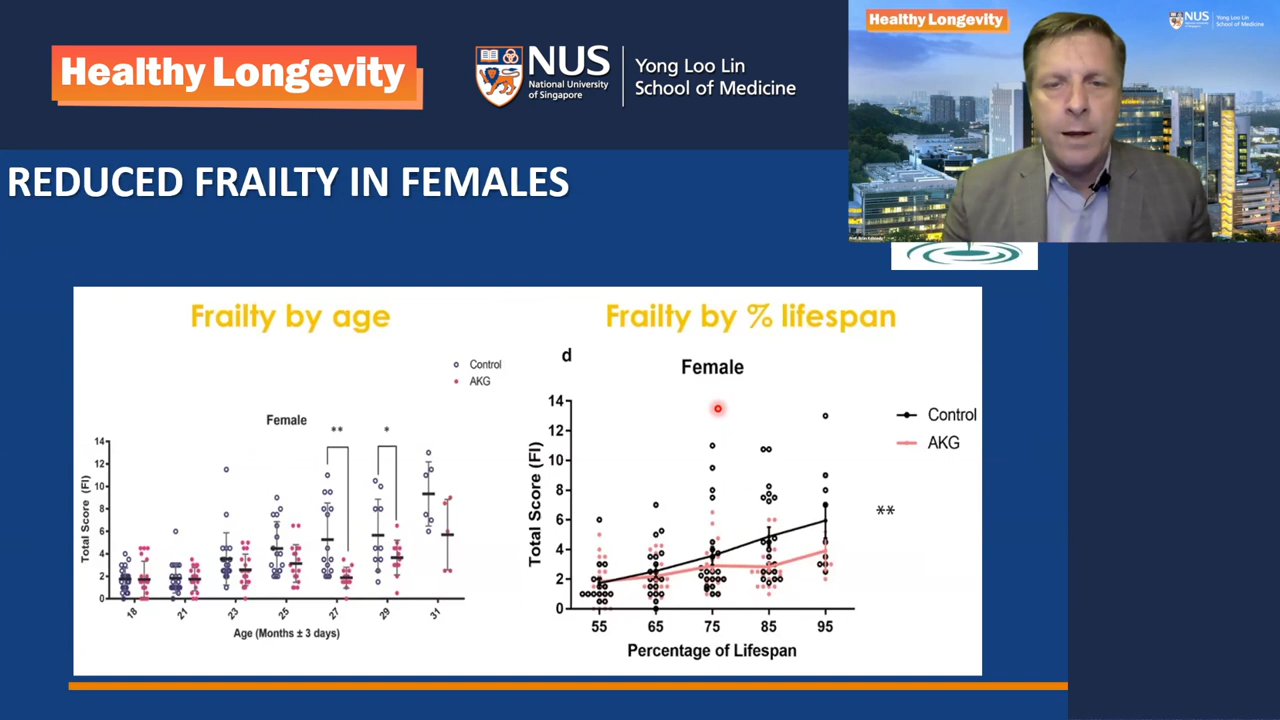 Healthy Longevity
NUS
National University
of Singapore
Yong Loo Lin
School of Medicine
Healthy Longevity
NUS
Yong Loo Lin
School of Medicine
REDUCED FRAILTY IN FEMALES
Frailty by age
Control
AKG
Female
** *
14
12
10
8
6
4
2
0
Total Score (FI)
18 21 23 25 27 29 31
Age (Months ± 3 days)
Frailty by % lifespan
d
Female
14
12
10
8
6
4
2
0
Total Score (FI)
55 65 75 85 95
Percentage of Lifespan
Control
AKG
**